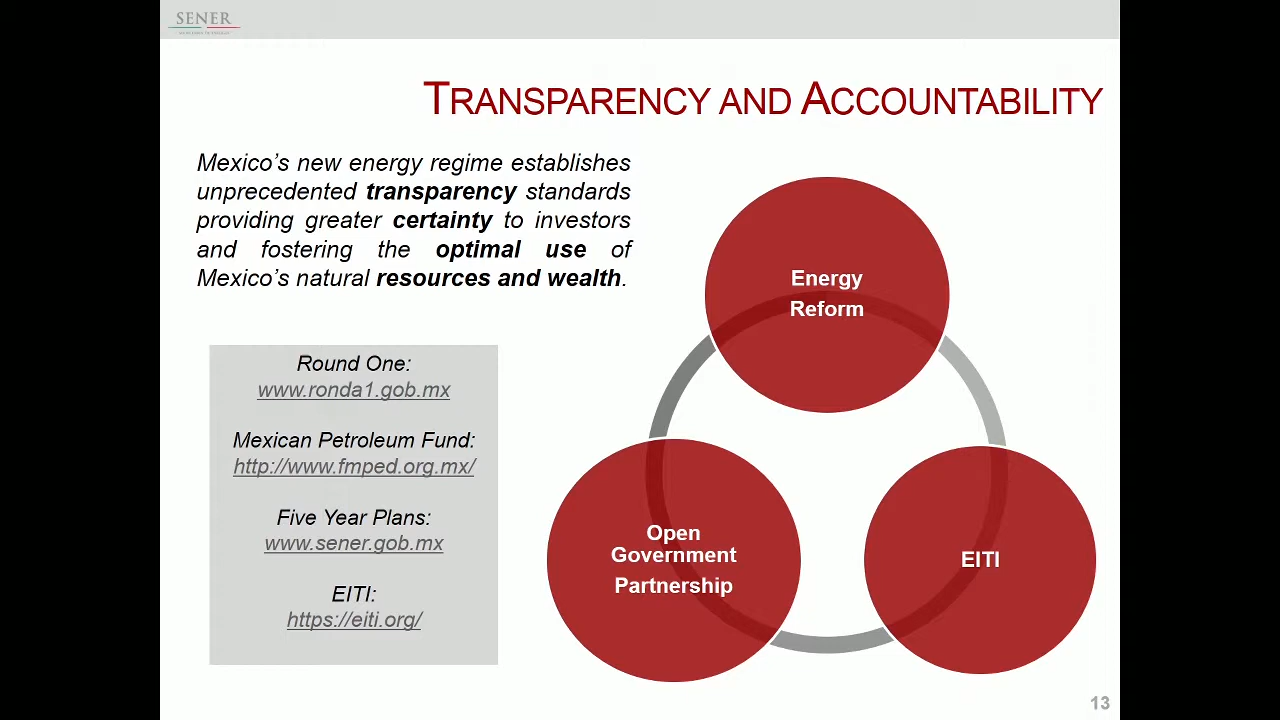 SENER
TRANSPARENCY AND ACCOUNTABILITY
Mexico’s new energy regime establishes
unprecedented transparency standards
providing greater certainty to investors
and fostering the optimal use of
Mexico’s natural resources and wealth.
Round One:
www.ronda1.gob.mx
Mexican Petroleum Fund:
http://www.fmped.org.mx/
Five Year Plans:
www.sener.gob.mx
EITI:
https://eiti.org/
Energy
Reform
Open
Government
Partnership
EITI
13